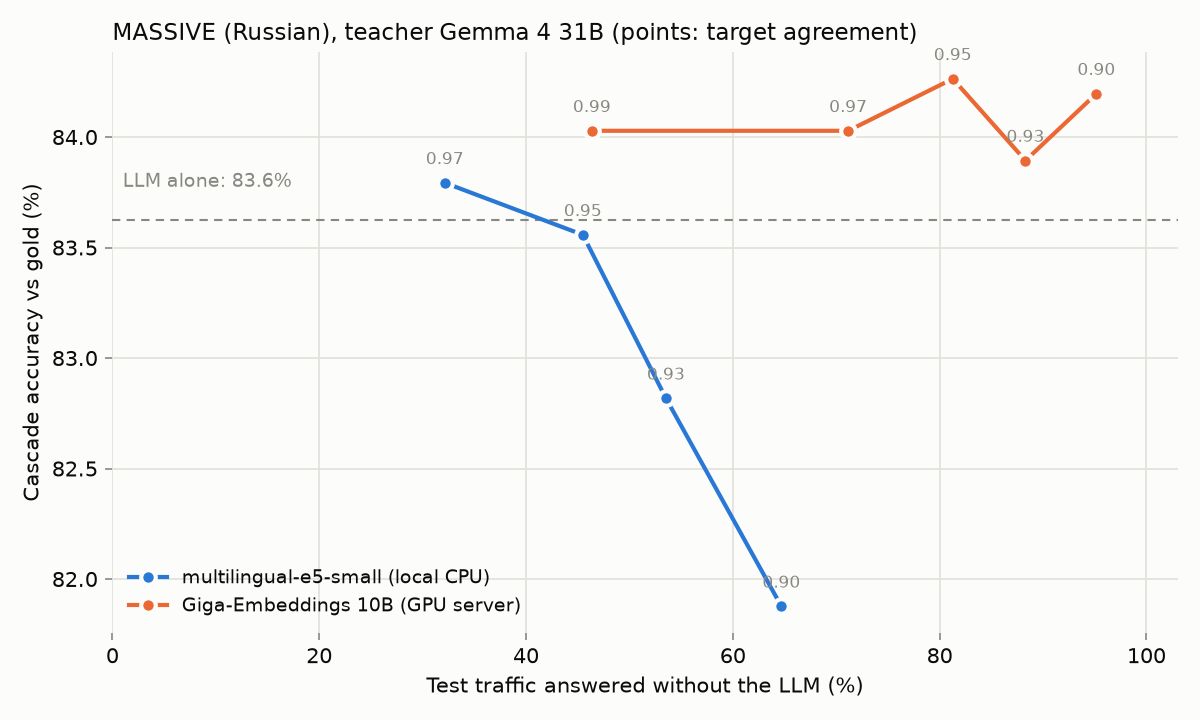 MASSIVE (Russian), teacher Gemma 4 31B (points: target agreement)
0.95
0.90
0.99
0.97
0.93
84.0
0.97
LLM alone: 83.6%
0.95
83.5
83.0
0.93
82.5
82.0
0.90
Cascade accuracy vs gold (%)
multilingual-e5-small (local CPU)
Giga-Embeddings 10B (GPU server)
0 20 40 60 80 100
Test traffic answered without the LLM (%)